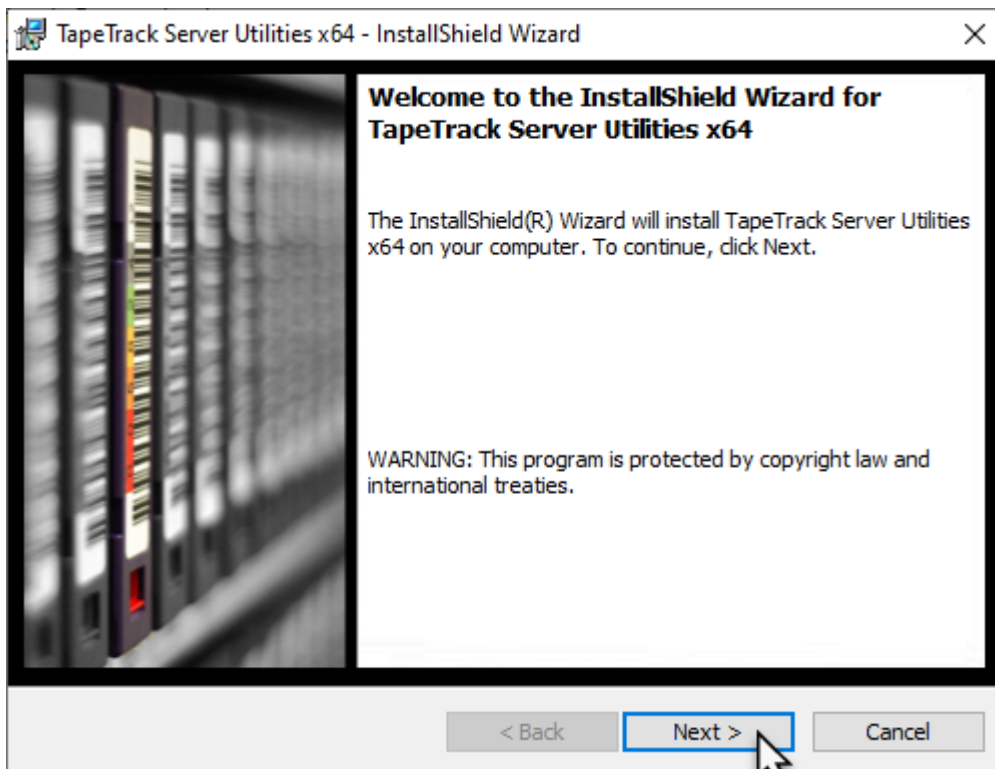 TapeTrack Server Utilities x64 - InstallShield Wizard
Welcome to the InstallShield Wizard for
TapeTrack Server Utilities x64
The InstallShield(R) Wizard will install TapeTrack Server Utilities
x64 on your computer. To continue, click Next.
WARNING: This program is protected by copyright law and
international treaties.
< Back
Next >
Cancel